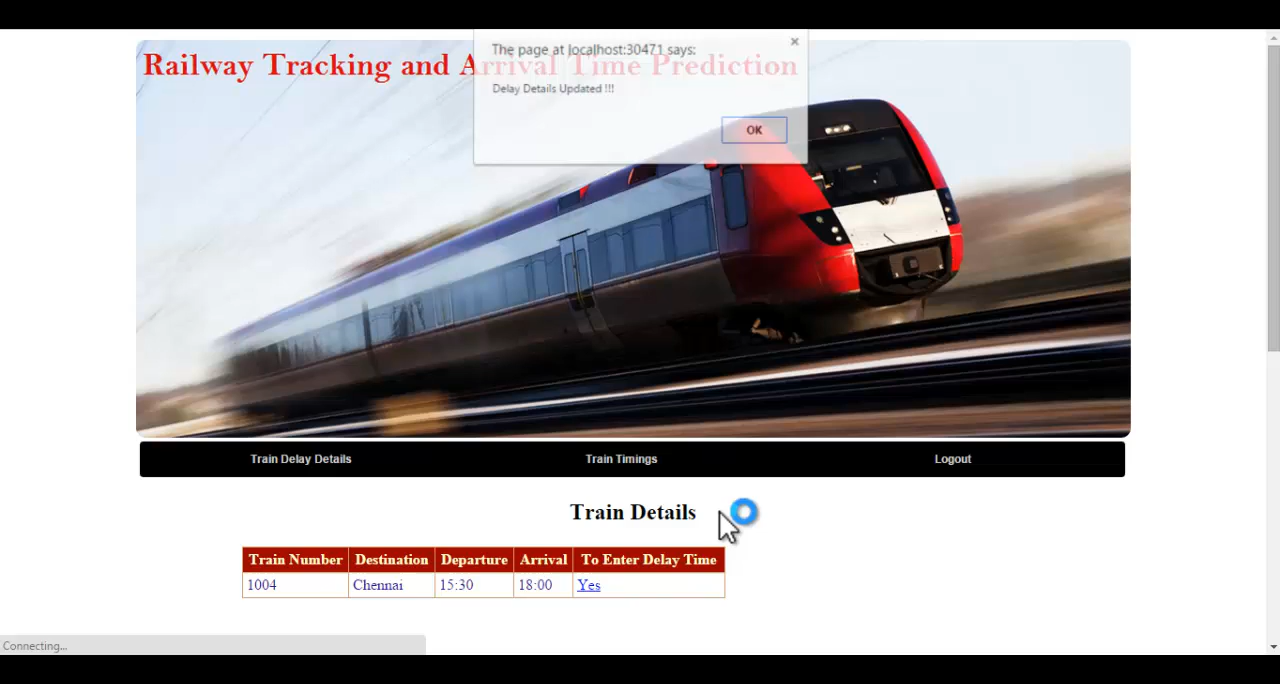 Railway Tracking and Arrival Time Prediction
The page at localhost:30471 says:
Delay Details Updated !!!
OK
Train Delay Details Train Timings Logout
Train Details
Train Number Destination Departure Arrival To Enter Delay Time
1004 Chennai 15:30 18:00 Yes
Connecting...